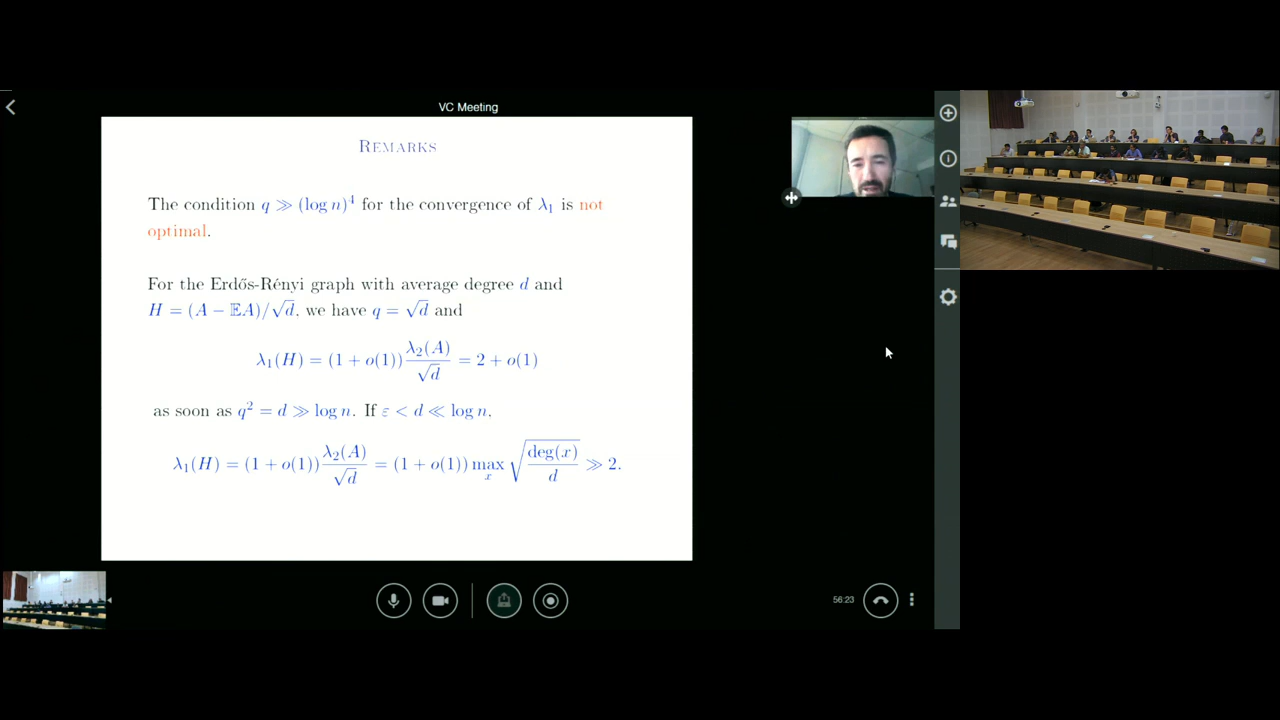 VC Meeting
REMARKS
The condition q ≫ (log n)⁴ for the convergence of λ₁ is not
optimal.
For the Erdős-Rényi graph with average degree d and
H = (A − 𝔼A)/√d, we have q = √d and
λ₁(H) = (1 + o(1)) λ₂(A)/√d = 2 + o(1)
as soon as q² = d ≫ log n. If ε < d ≪ log n,
λ₁(H) = (1 + o(1)) λ₂(A)/√d = (1 + o(1)) max_x √(deg(x)/d) ≫ 2.
56:23